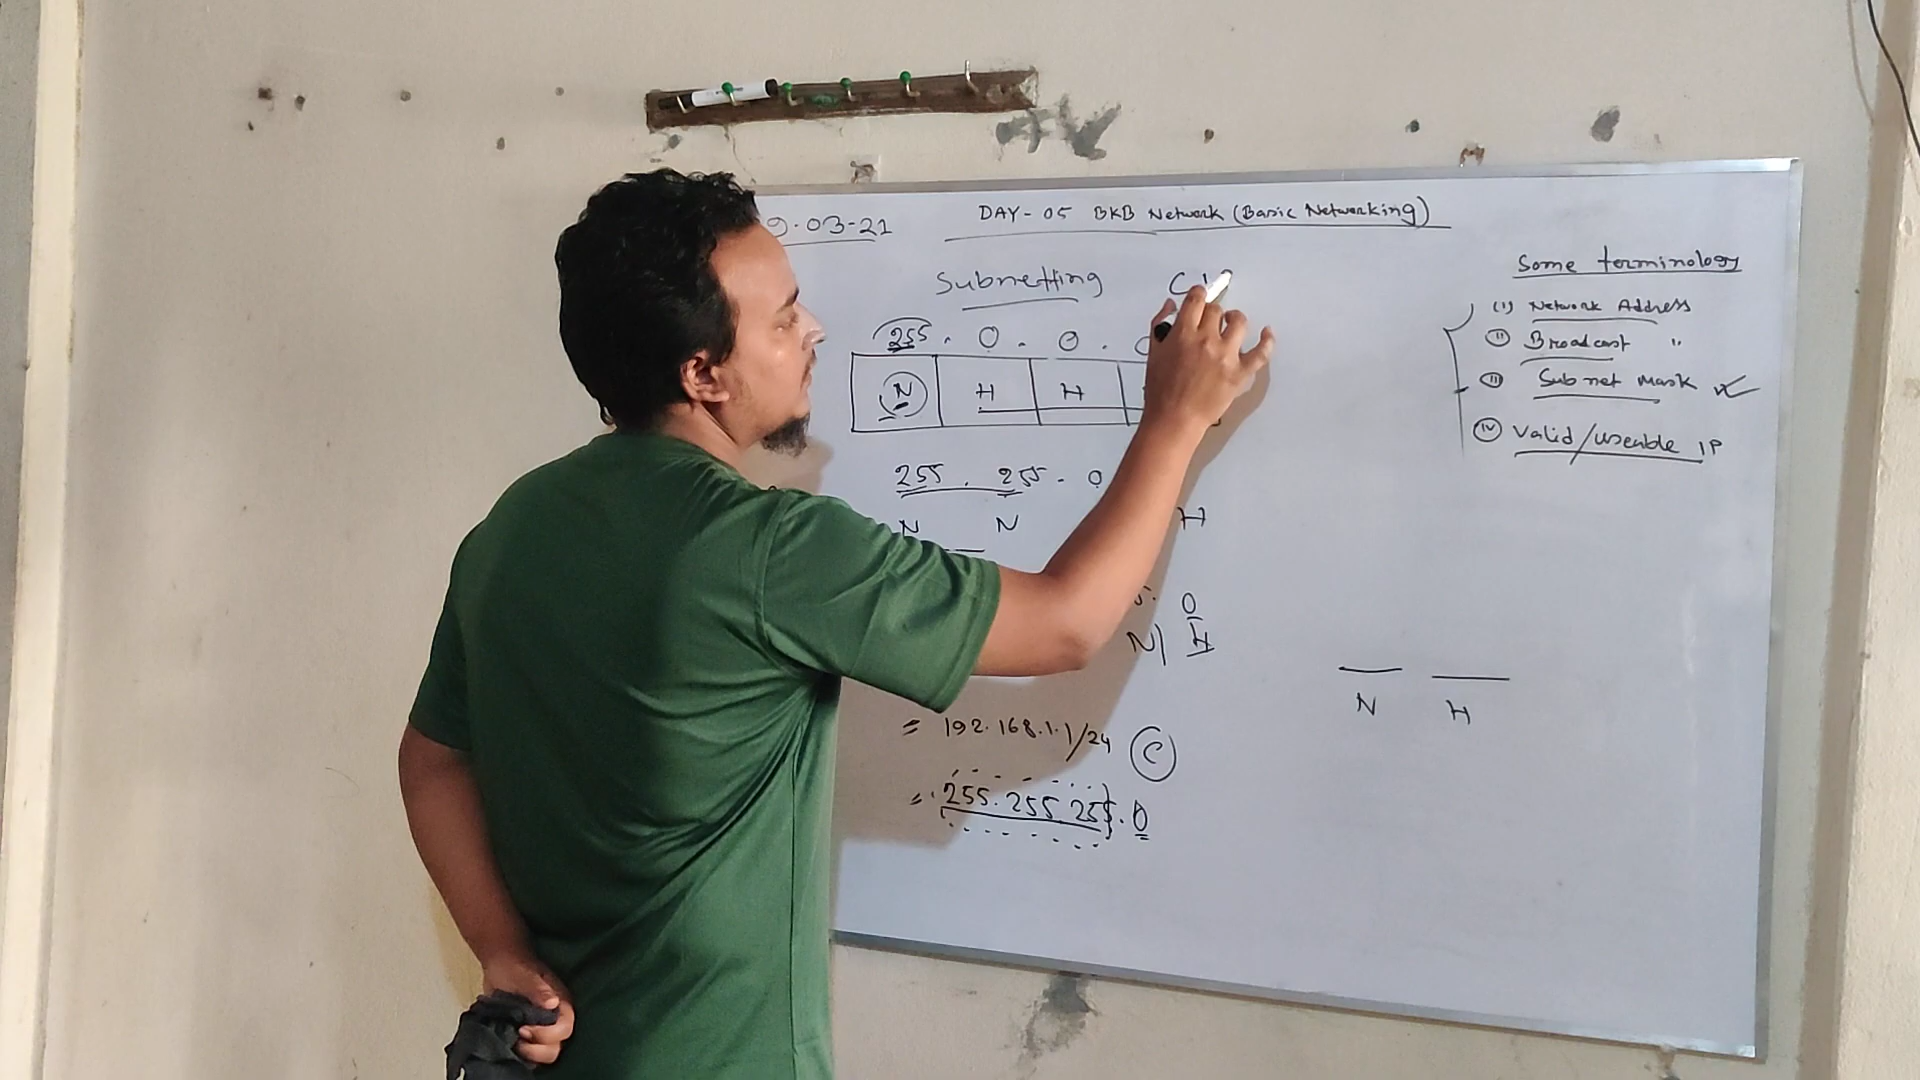 9.03-21
DAY-05 BKB Network (Basic Networking)
Subnetting
255 . 0 . 0 .
N H H
255 . 255 . 0
N N H
0
N| H
= 192.168.1.1/24 C
= 255.255.255.0
Some terminology
(i) Network Address
(ii) Broadcast "
(iii) Subnet Mask ✓
(iv) Valid/useable IP
N H